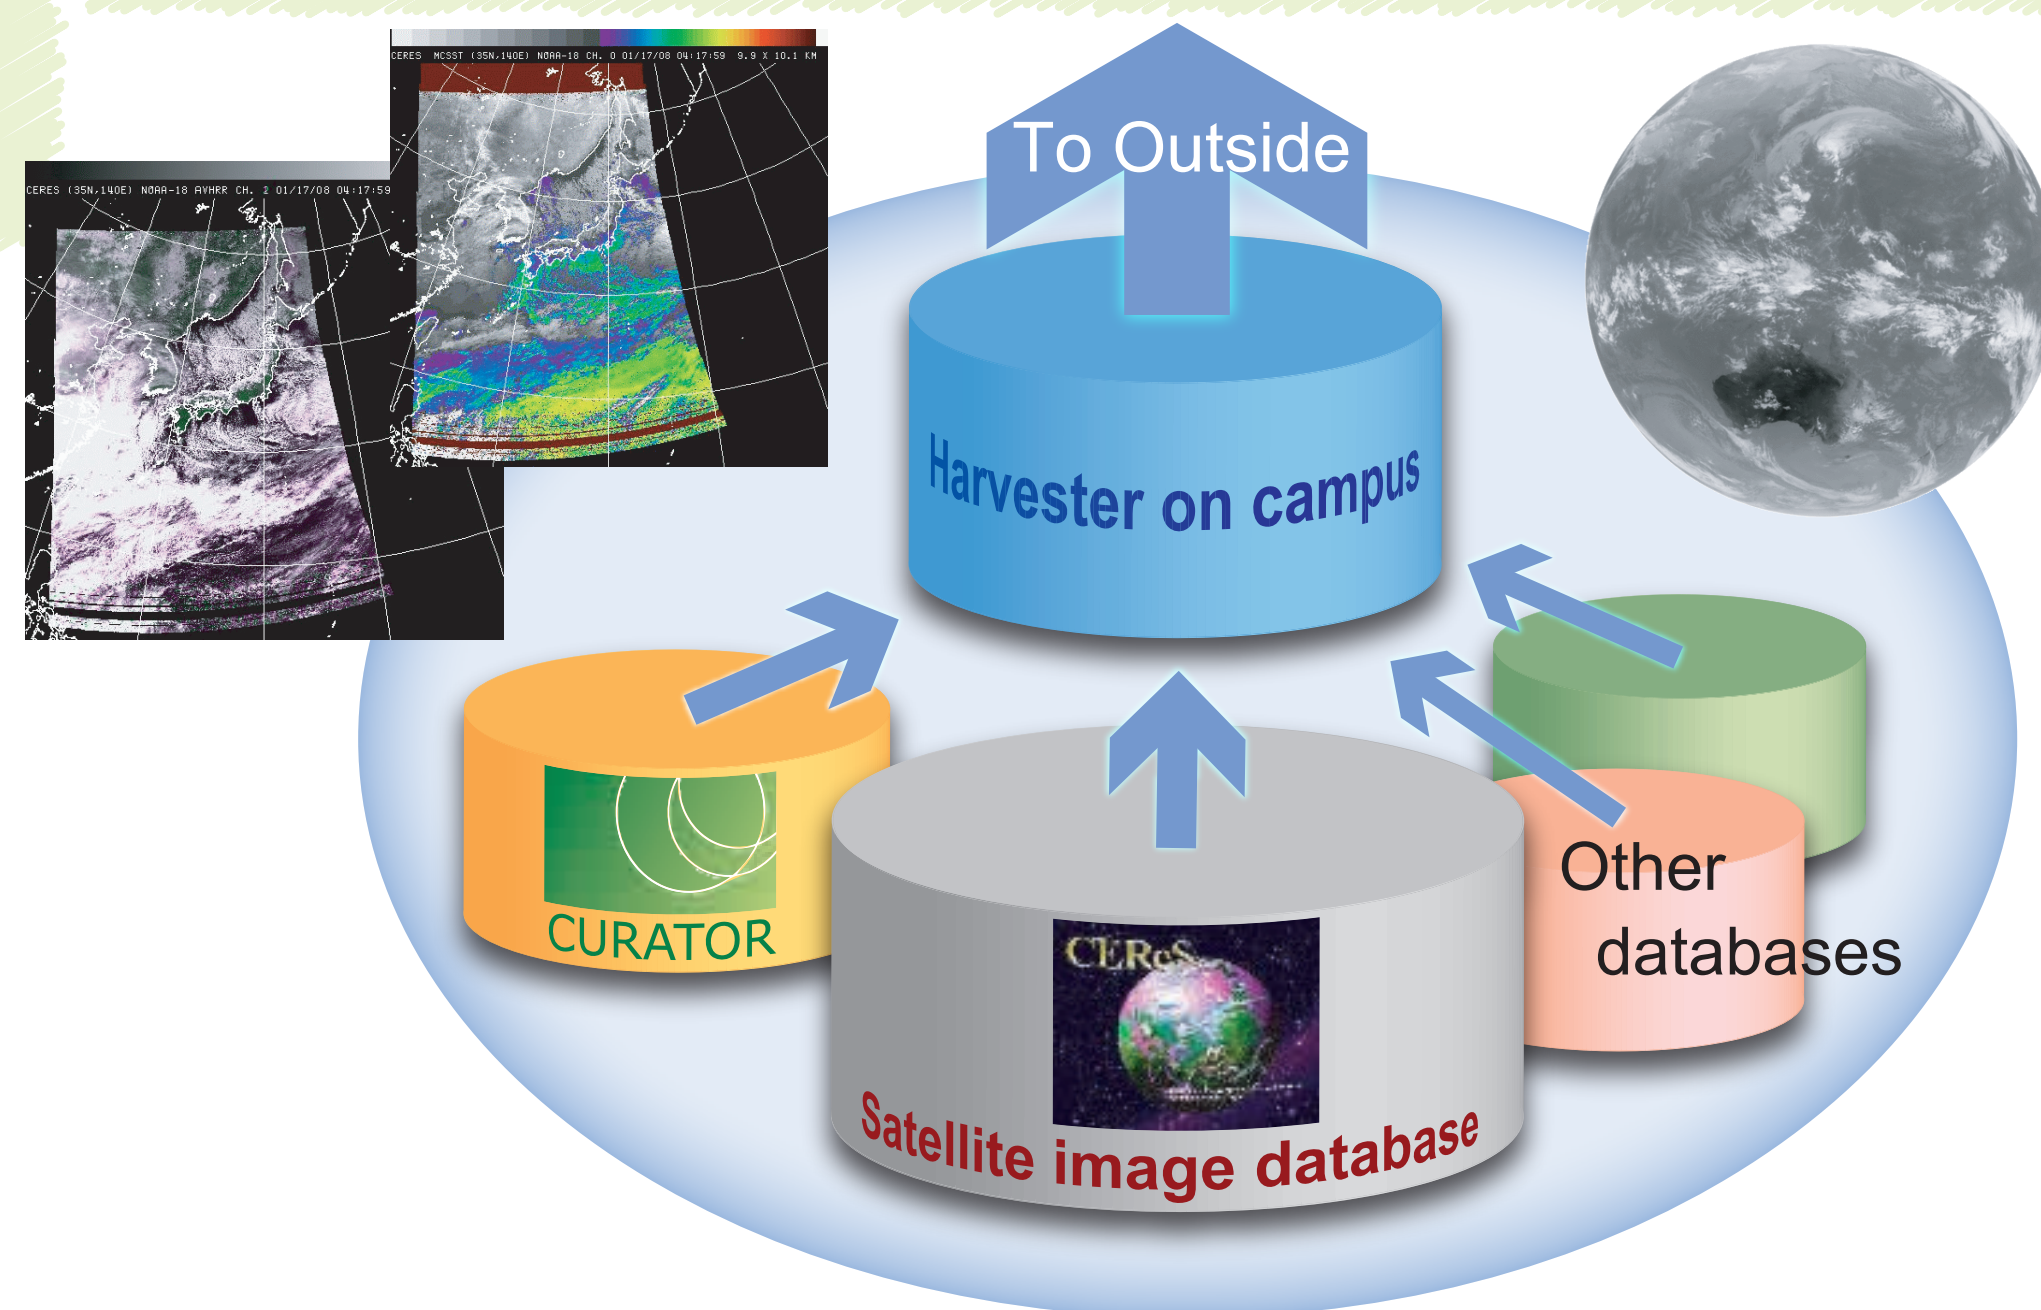 CERES MCSST (35N,140E) NOAA-18 CH. 0 01/17/08 04:17:59 9.9 X 10.1 KM
CERES (35N,140E) NOAA-18 AVHRR CH. 2 01/17/08 04:17:59
To Outside
Harvester on campus
CURATOR
Other
databases
CEReS
Satellite image database